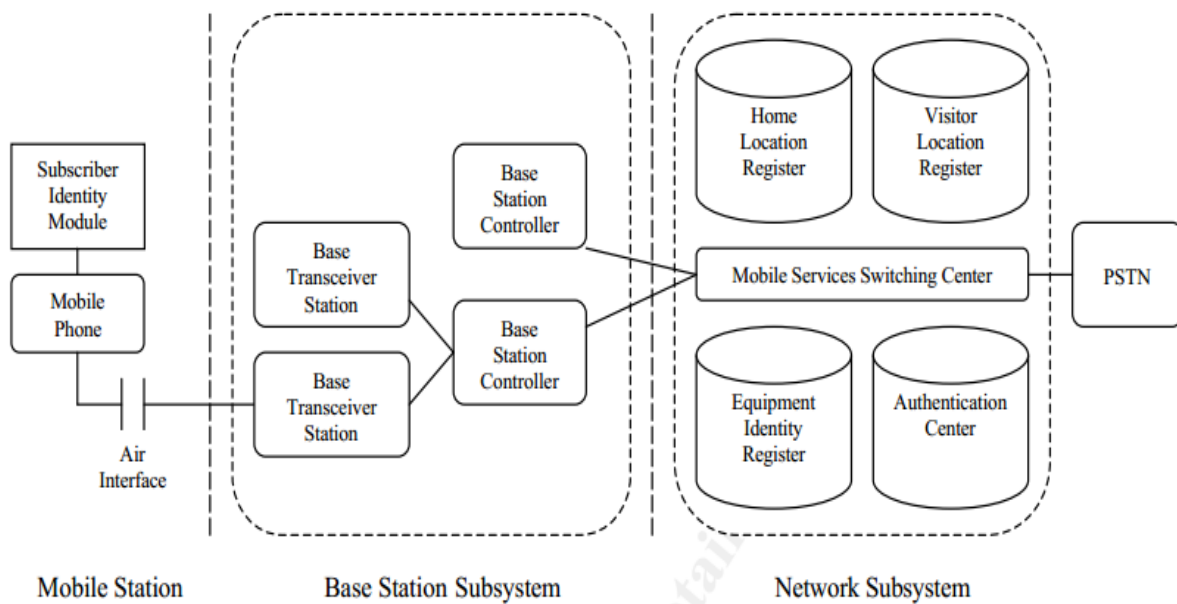 Subscriber
Identity
Module
Mobile
Phone
Air
Interface
Base
Transceiver
Station
Base
Transceiver
Station
Base
Station
Controller
Base
Station
Controller
Home
Location
Register
Visitor
Location
Register
Mobile Services Switching Center
Equipment
Identity
Register
Authentication
Center
PSTN
Mobile Station
Base Station Subsystem
Network Subsystem